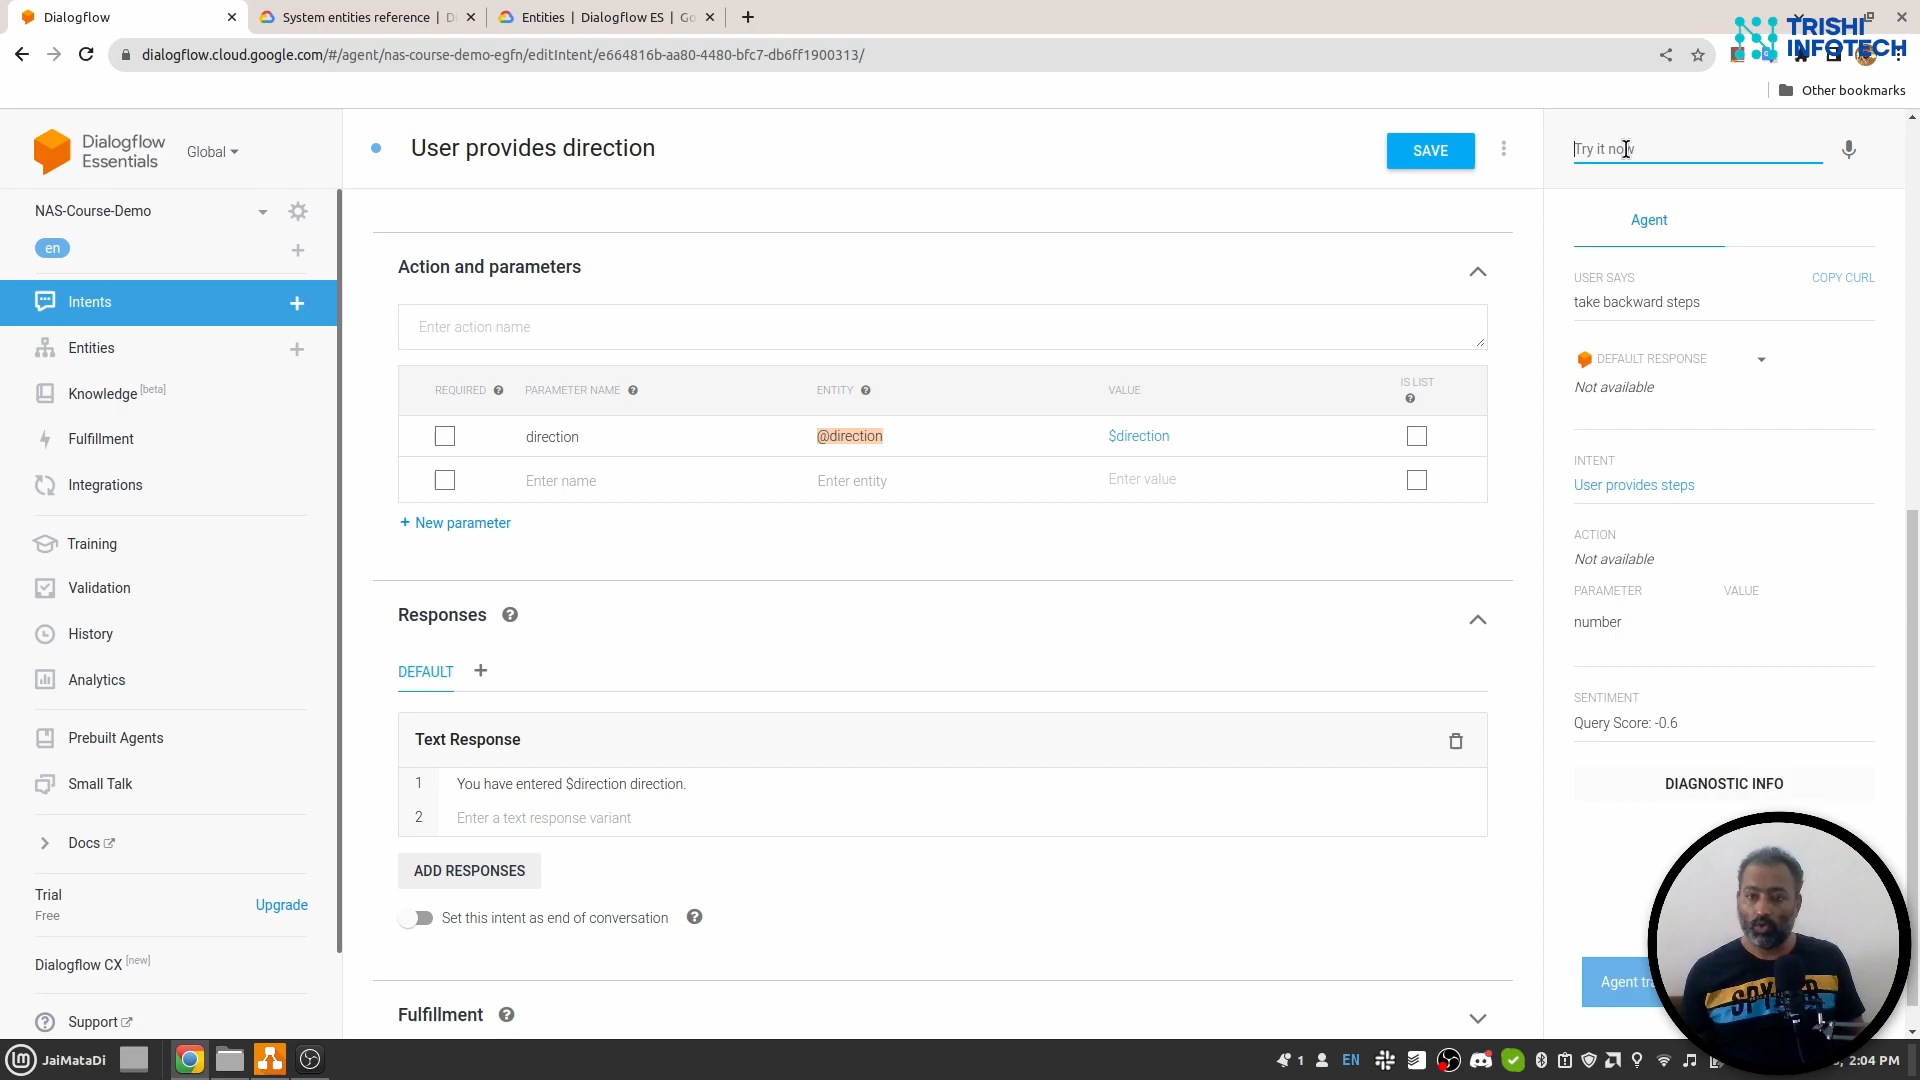 Dialogflow
System entities reference | D
Entities | Dialogflow ES | Go
TRISHI
INFOTECH
dialogflow.cloud.google.com/#/agent/nas-course-demo-egfn/editIntent/e664816b-aa80-4480-bfc7-db6ff1900313/
Other bookmarks
Dialogflow
Essentials
Global
User provides direction
SAVE
Try it now
NAS-Course-Demo
en
Intents
Entities
Knowledge [beta]
Fulfillment
Integrations
Training
Validation
History
Analytics
Prebuilt Agents
Small Talk
Docs
Trial
Free
Upgrade
Dialogflow CX [new]
Support
Action and parameters
Enter action name
REQUIRED PARAMETER NAME ENTITY VALUE IS LIST
direction @direction $direction
Enter name Enter entity Enter value
+ New parameter
Responses
DEFAULT +
Text Response
1 You have entered $direction direction.
2 Enter a text response variant
ADD RESPONSES
Set this intent as end of conversation
Fulfillment
Agent
USER SAYS COPY CURL
take backward steps
DEFAULT RESPONSE
Not available
INTENT
User provides steps
ACTION
Not available
PARAMETER VALUE
number
SENTIMENT
Query Score: -0.6
DIAGNOSTIC INFO
Agent
JaiMataDi
1
EN
2:04 PM